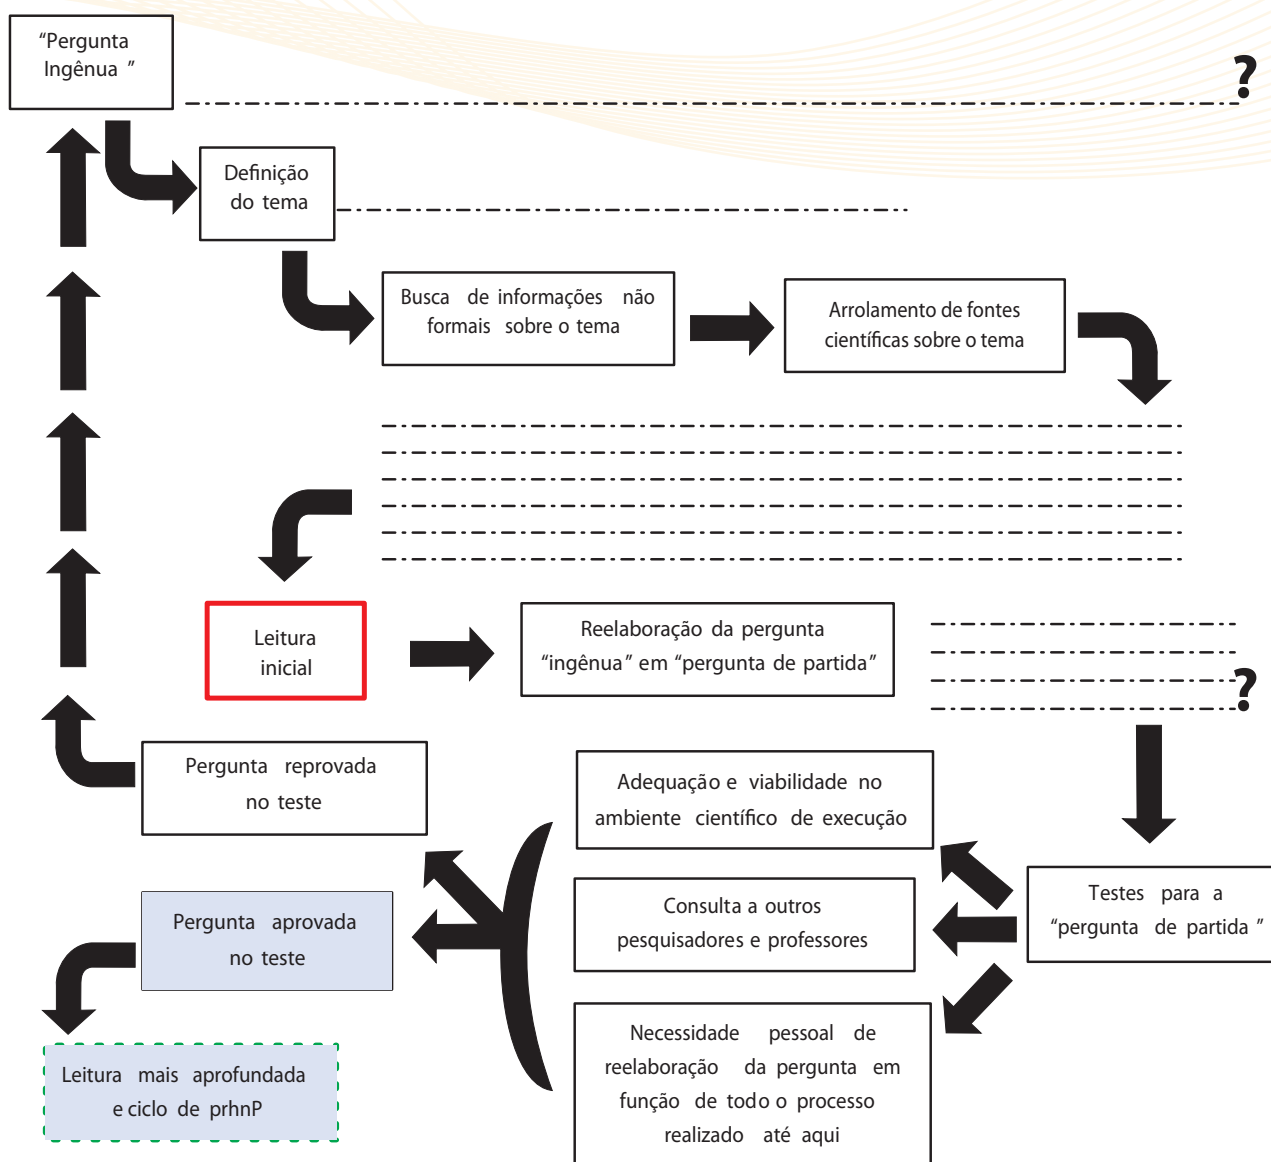 “Pergunta
Ingênua ”
?
Definição
do tema
Busca de informações não
formais sobre o tema
Arrolamento de fontes
científicas sobre o tema
Leitura
inicial
Reelaboração da pergunta
“ingênua” em “pergunta de partida”
?
Pergunta reprovada
no teste
Adequação e viabilidade no
ambiente científico de execução
Testes para a
“pergunta de partida ”
Consulta a outros
pesquisadores e professores
Pergunta aprovada
no teste
Necessidade pessoal de
reelaboração da pergunta em
função de todo o processo
realizado até aqui
Leitura mais aprofundada
e ciclo de prhnP